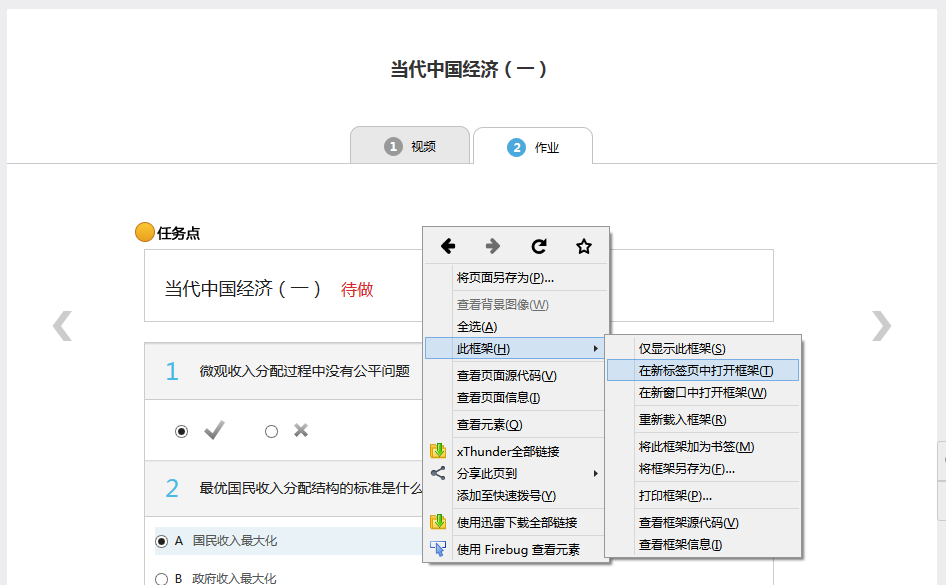 当代中国经济（一）
1 视频
2 作业
任务点
当代中国经济（一） 待做
1 微观收入分配过程中没有公平问题
2 最优国民收入分配结构的标准是什么
A 国民收入最大化
B 政府收入最大化
将页面另存为(P)...
查看背景图像(W)
全选(A)
此框架(H)
查看页面源代码(V)
查看页面信息(I)
查看元素(Q)
xThunder全部链接
分享此页到
添加至快速拨号(Y)
使用迅雷下载全部链接
使用 Firebug 查看元素
仅显示此框架(S)
在新标签页中打开框架(T)
在新窗口中打开框架(W)
重新载入框架(R)
将此框架加为书签(M)
将框架另存为(F)...
打印框架(P)...
查看框架源代码(V)
查看框架信息(I)